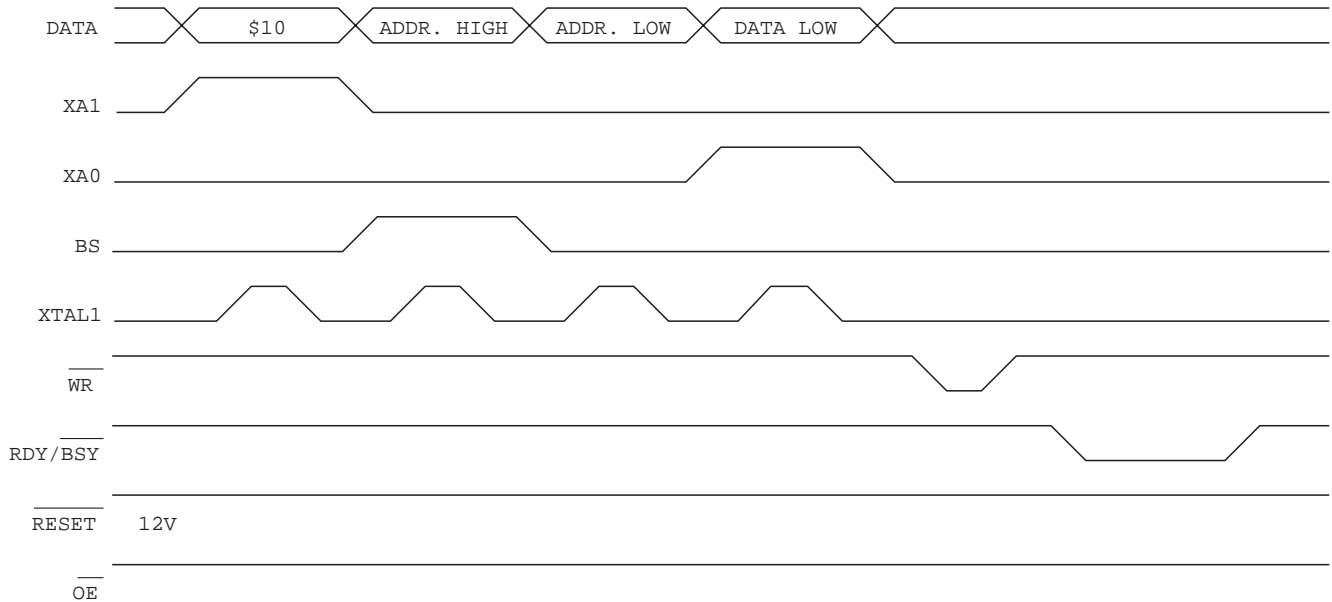 DATA $10 ADDR. HIGH ADDR. LOW DATA LOW
XA1
XA0
BS
XTAL1
WR
RDY/BSY
RESET 12V
OE